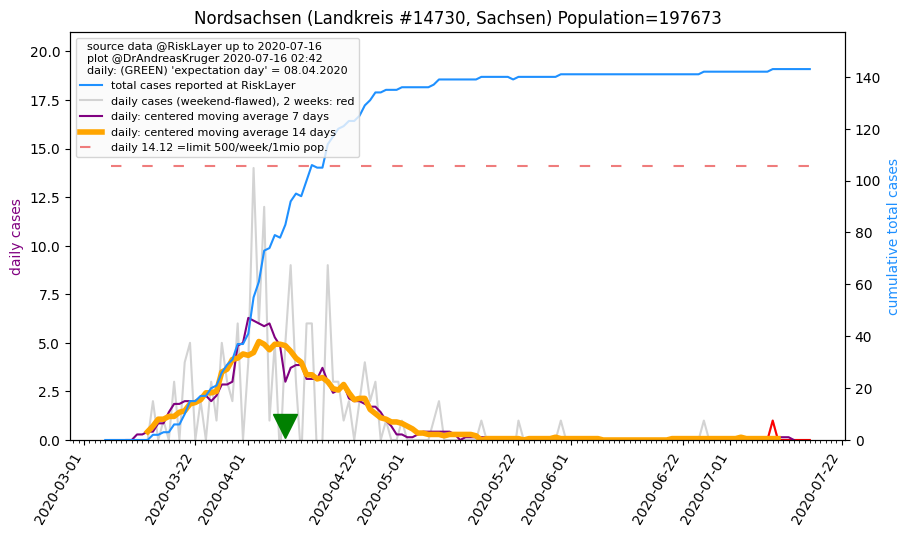 Nordsachsen (Landkreis #14730, Sachsen) Population=197673
source data @RiskLayer up to 2020-07-16
plot @DrAndreasKruger 2020-07-16 02:42
daily: (GREEN) 'expectation day' = 08.04.2020
total cases reported at RiskLayer
daily cases (weekend-flawed), 2 weeks: red
daily: centered moving average 7 days
daily: centered moving average 14 days
daily 14.12 =limit 500/week/1mio pop.
daily cases
20.0
17.5
15.0
12.5
10.0
7.5
5.0
2.5
0.0
140
120
100
80
60
40
20
0
cumulative total cases
2020-03-01
2020-03-22
2020-04-01
2020-04-22
2020-05-01
2020-05-22
2020-06-01
2020-06-22
2020-07-01
2020-07-22